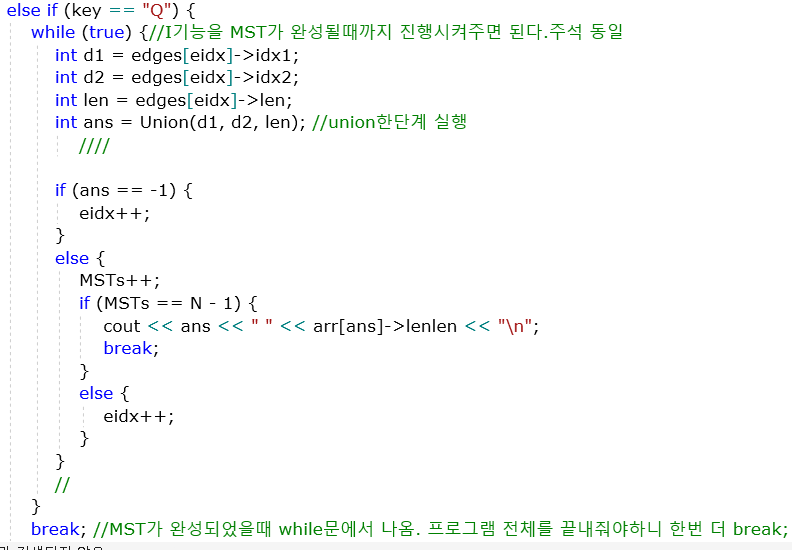 else if (key == "Q") {
while (true) {//I기능을 MST가 완성될때까지 진행시켜주면 된다.주석 동일
int d1 = edges[eidx]->idx1;
int d2 = edges[eidx]->idx2;
int len = edges[eidx]->len;
int ans = Union(d1, d2, len); //union한단계 실행
////
if (ans == -1) {
eidx++;
}
else {
MSTs++;
if (MSTs == N - 1) {
cout << ans << " " << arr[ans]->lenlen << "\n";
break;
}
else {
eidx++;
}
}
//
}
break; //MST가 완성되었을때 while문에서 나옴. 프로그램 전체를 끝내줘야하니 한번 더 break;